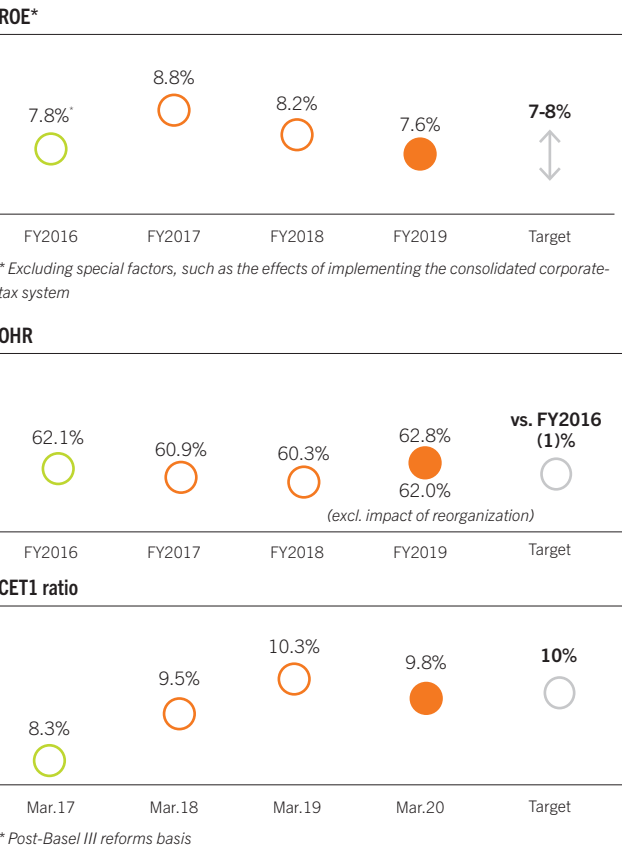 ROE*
8.8%
8.2%
7.8%*
7.6%
7-8%
FY2016 FY2017 FY2018 FY2019 Target
* Excluding special factors, such as the effects of implementing the consolidated corporate-
tax system
OHR
vs. FY2016
(1)%
62.1% 60.9% 60.3% 62.8%
62.0%
(excl. impact of reorganization)
FY2016 FY2017 FY2018 FY2019 Target
CET1 ratio
10.3%
9.5%
9.8%
10%
8.3%
Mar.17 Mar.18 Mar.19 Mar.20 Target
* Post-Basel III reforms basis